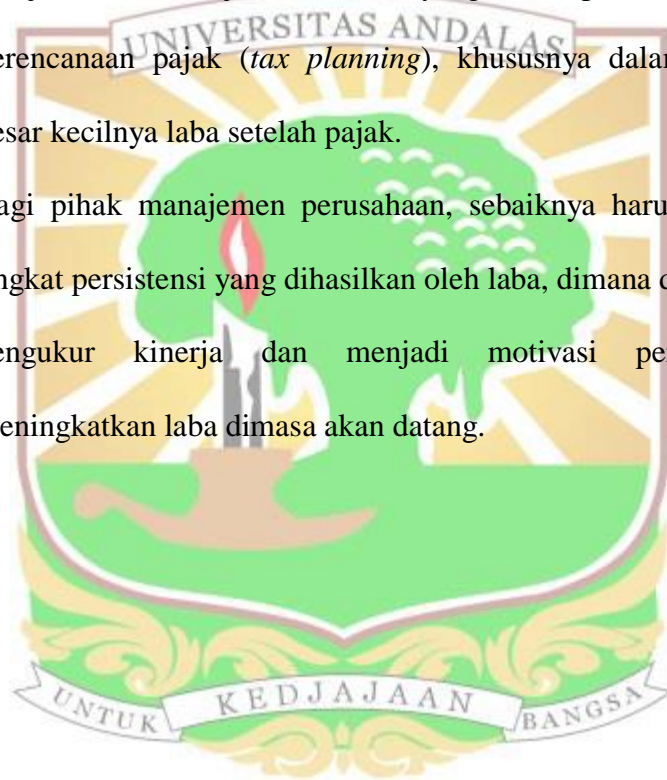 UNIVERSITAS ANDALAS
erencanaan pajak (tax planning), khususnya dalam
esar kecilnya laba setelah pajak.
agi pihak manajemen perusahaan, sebaiknya haru
ngkat persistensi yang dihasilkan oleh laba, dimana
engukur kinerja dan menjadi motivasi pe
eningkatkan laba dimasa akan datang.
UNTUK KEDJAJAAN BANGSA